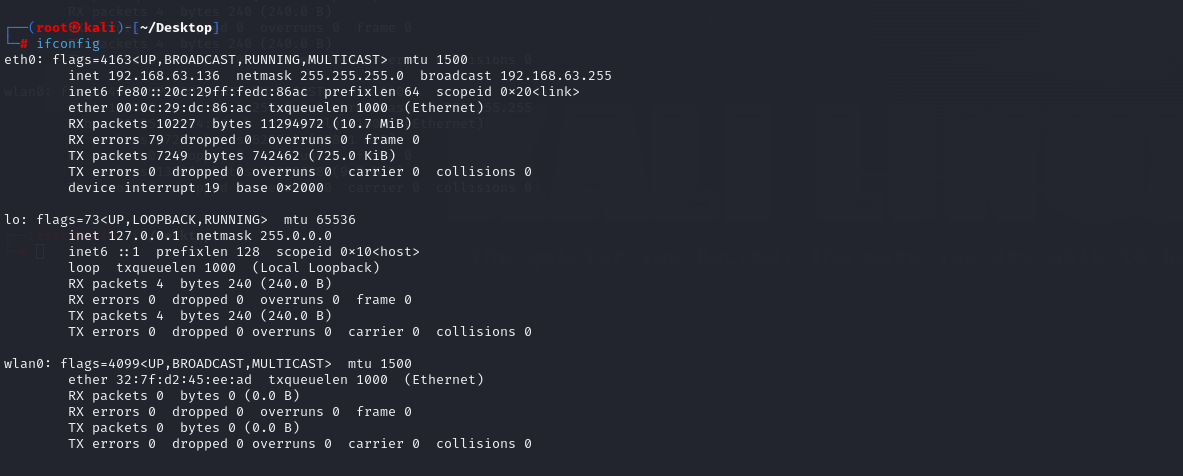 ┌──(root㉿kali)-[~/Desktop]
└─# ifconfig
eth0: flags=4163<UP,BROADCAST,RUNNING,MULTICAST>  mtu 1500
        inet 192.168.63.136  netmask 255.255.255.0  broadcast 192.168.63.255
        inet6 fe80::20c:29ff:fedc:86ac  prefixlen 64  scopeid 0×20<link>
        ether 00:0c:29:dc:86:ac  txqueuelen 1000  (Ethernet)
        RX packets 10227  bytes 11294972 (10.7 MiB)
        RX errors 79  dropped 0  overruns 0  frame 0
        TX packets 7249  bytes 742462 (725.0 KiB)
        TX errors 0  dropped 0 overruns 0  carrier 0  collisions 0
        device interrupt 19  base 0×2000

lo: flags=73<UP,LOOPBACK,RUNNING>  mtu 65536
        inet 127.0.0.1  netmask 255.0.0.0
        inet6 ::1  prefixlen 128  scopeid 0×10<host>
        loop  txqueuelen 1000  (Local Loopback)
        RX packets 4  bytes 240 (240.0 B)
        RX errors 0  dropped 0  overruns 0  frame 0
        TX packets 4  bytes 240 (240.0 B)
        TX errors 0  dropped 0 overruns 0  carrier 0  collisions 0

wlan0: flags=4099<UP,BROADCAST,MULTICAST>  mtu 1500
        ether 32:7f:d2:45:ee:ad  txqueuelen 1000  (Ethernet)
        RX packets 0  bytes 0 (0.0 B)
        RX errors 0  dropped 0  overruns 0  frame 0
        TX packets 0  bytes 0 (0.0 B)
        TX errors 0  dropped 0 overruns 0  carrier 0  collisions 0